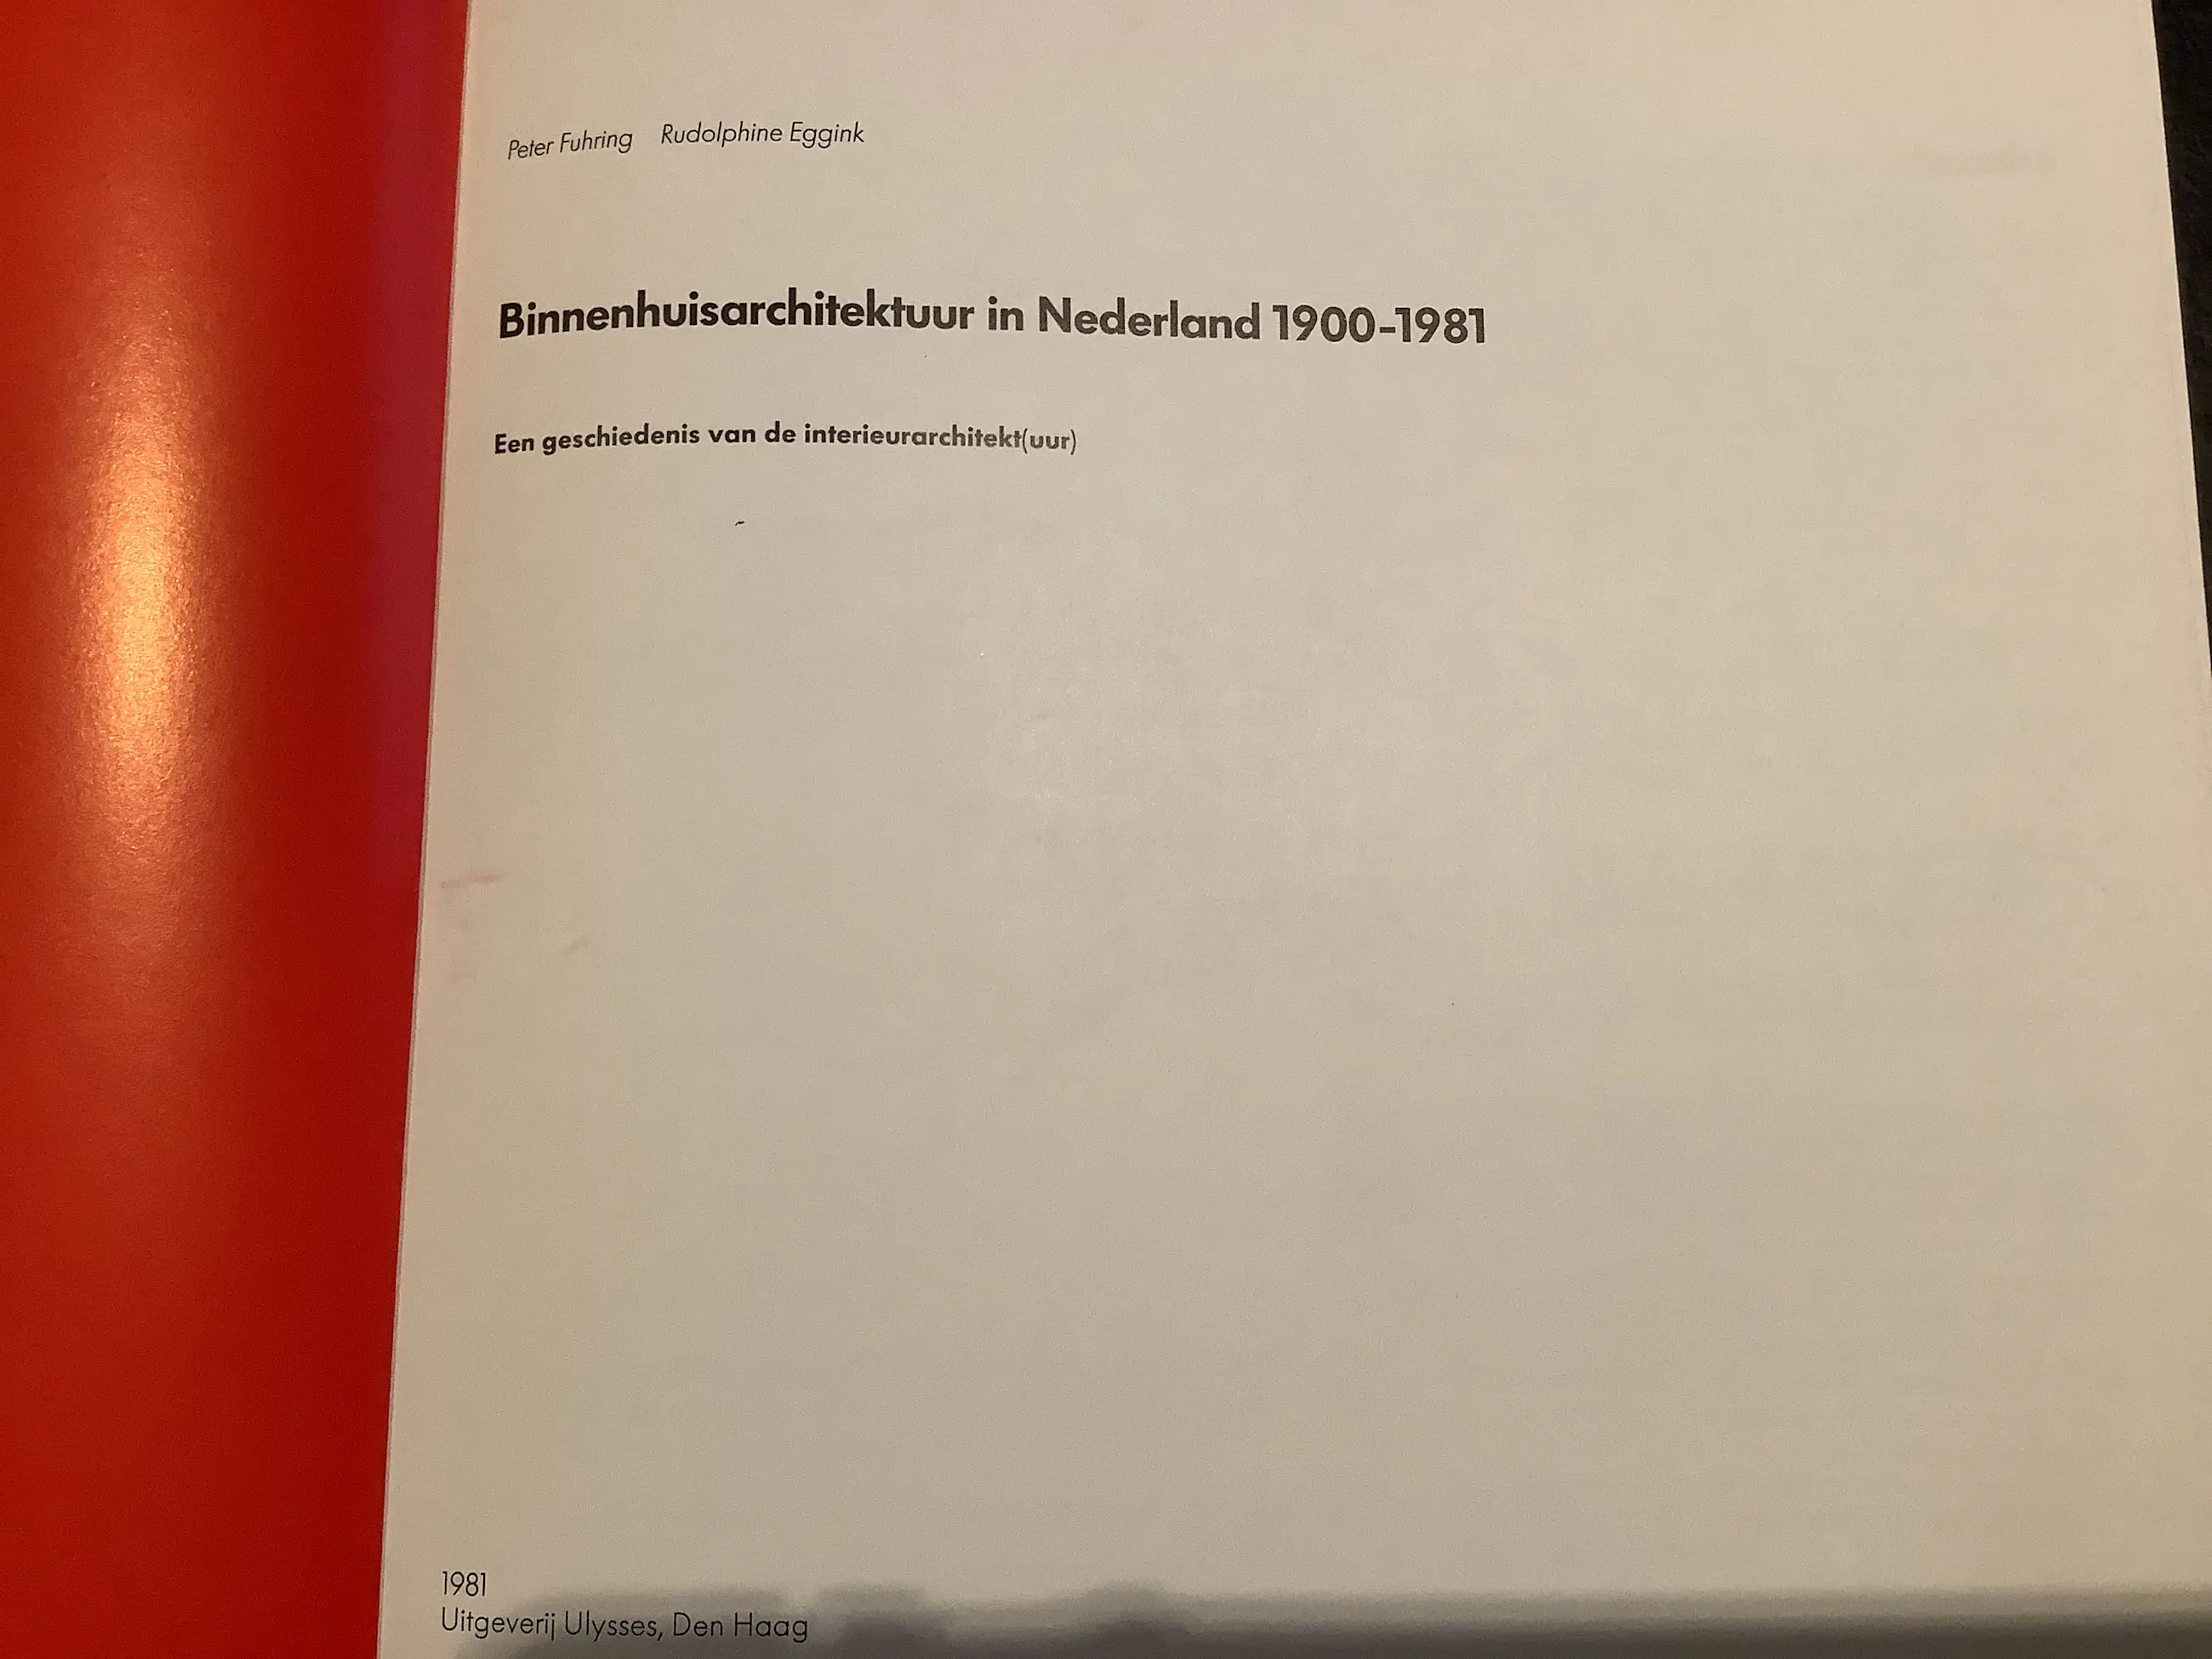 Peter Fuhring Rudolphine Eggink
Binnenhuisarchitektuur in Nederland 1900-1981
Een geschiedenis van de interieurarchitekt(uur)
1981
Uitgeverij Ulysses, Den Haag